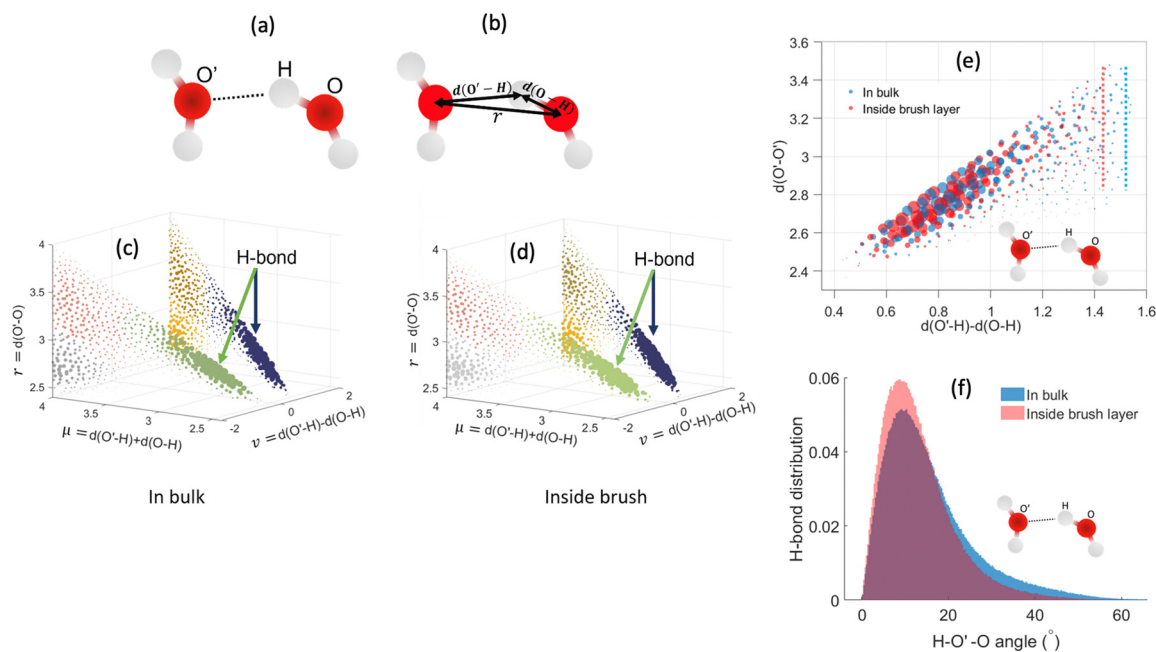 (a)
O'
H
O
(b)
d(O' − H)
d(O − H)
r
(c)
H-bond
4
3.5
3
2.5
r = d(O'-O)
4
3.5
3
2.5
μ = d(O'-H)+d(O-H)
-2
0
2
v = d(O'-H)-d(O-H)
In bulk
(d)
H-bond
4
3.5
3
2.5
r = d(O'-O)
4
3.5
3
2.5
μ = d(O'-H)+d(O-H)
-2
0
2
v = d(O'-H)-d(O-H)
Inside brush
(e)
In bulk
Inside brush layer
3.6
3.4
3.2
3
2.8
2.6
2.4
d(O'-O')
O'
H
O
0.4 0.6 0.8 1 1.2 1.4 1.6
d(O'-H)-d(O-H)
(f)
In bulk
Inside brush layer
0.06
0.04
0.02
0
H-bond distribution
O'
H
O
0 20 40 60
H-O'-O angle (°)